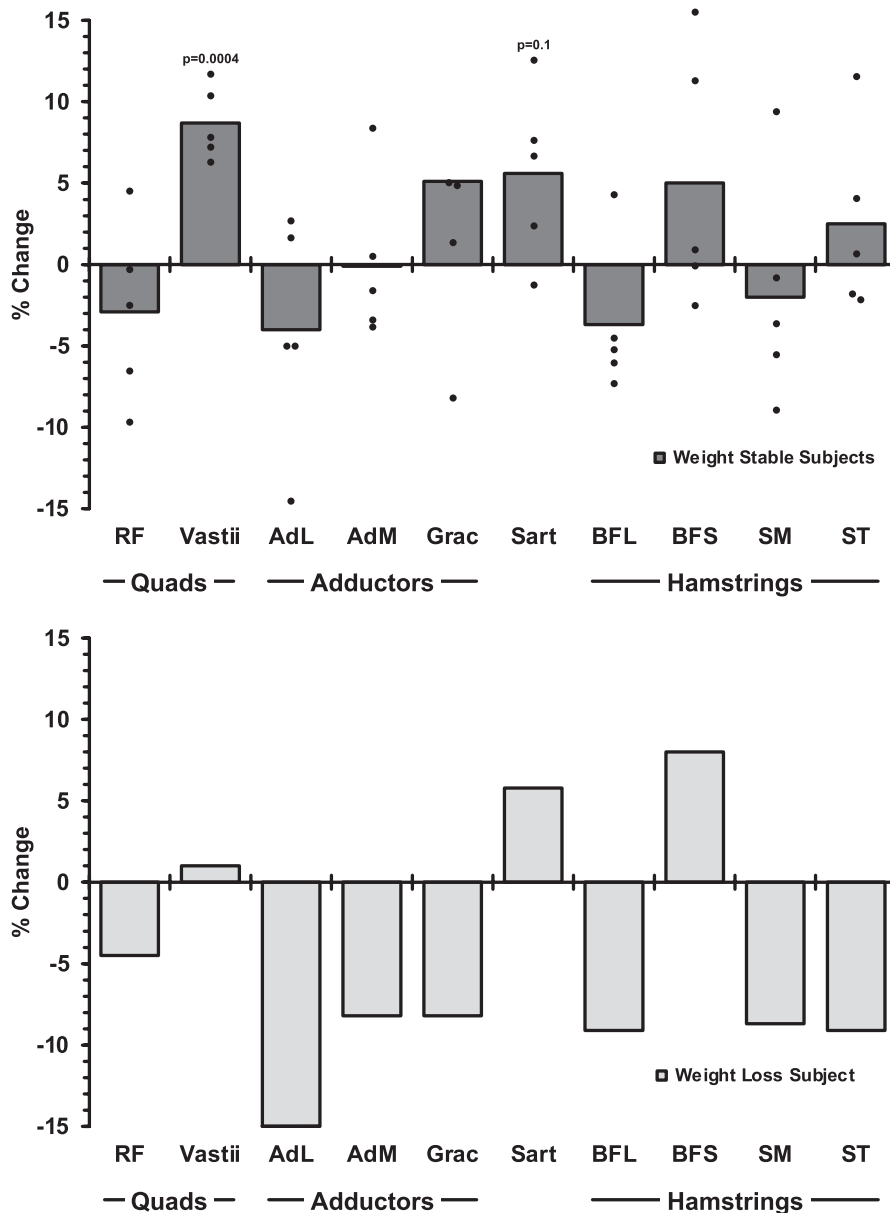 15
p=0.0004
p=0.1
10
5
0
-5
-10
-15
% Change
Weight Stable Subjects
RF Vastii AdL AdM Grac Sart BFL BFS SM ST
Quads Adductors Hamstrings
15
10
5
0
-5
-10
-15
% Change
Weight Loss Subject
RF Vastii AdL AdM Grac Sart BFL BFS SM ST
Quads Adductors Hamstrings